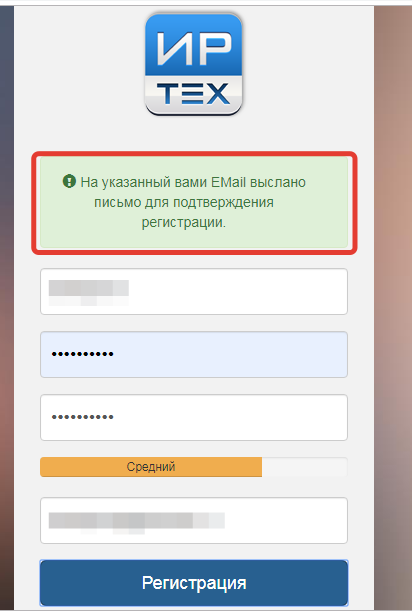 ИР
ТЕХ
На указанный вами EMail выслано
письмо для подтверждения
регистрации.
••••••••••
••••••••••
Средний
Регистрация